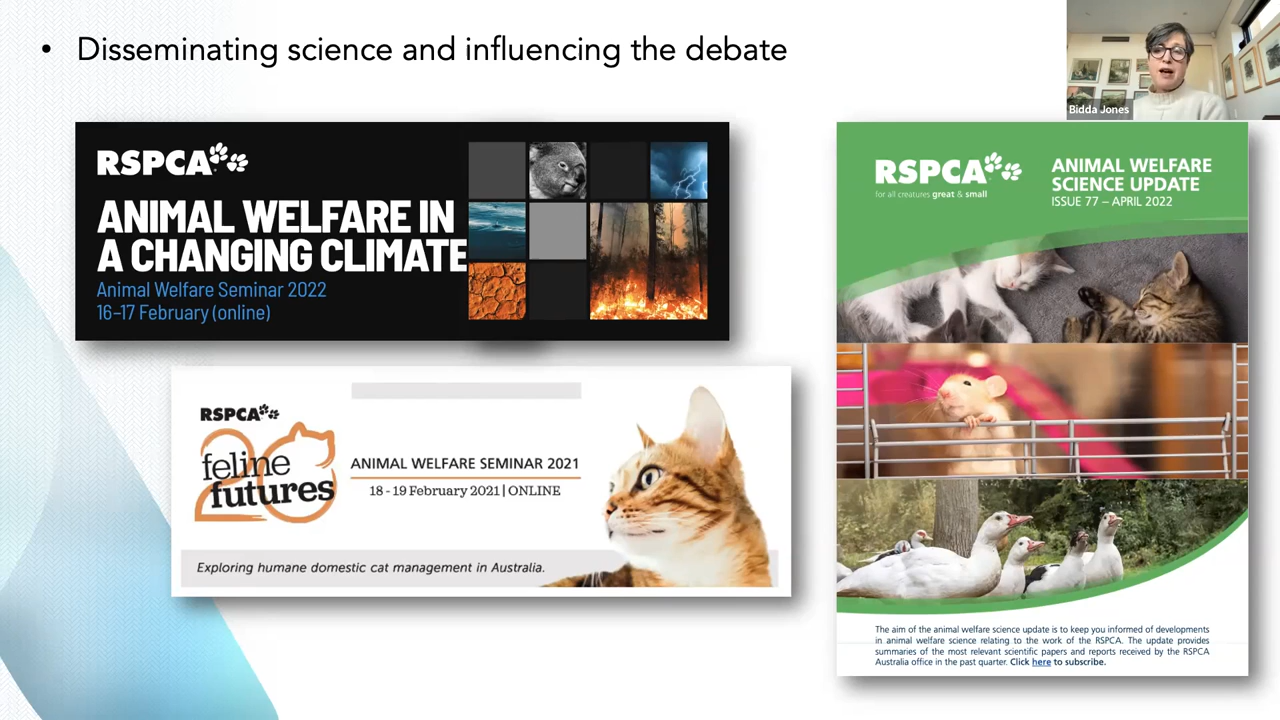 • Disseminating science and influencing the debate
Bidda Jones
RSPCA
ANIMAL WELFARE IN
A CHANGING CLIMATE
Animal Welfare Seminar 2022
16–17 February (online)
RSPCA
20
feline
futures
ANIMAL WELFARE SEMINAR 2021
18 - 19 February 2021 | ONLINE
Exploring humane domestic cat management in Australia.
RSPCA
for all creatures great & small
ANIMAL WELFARE
SCIENCE UPDATE
ISSUE 77 – APRIL 2022
The aim of the animal welfare science update is to keep you informed of developments
in animal welfare science relating to the work of the RSPCA. The update provides
summaries of the most relevant scientific papers and reports received by the RSPCA
Australia office in the past quarter. Click here to subscribe.